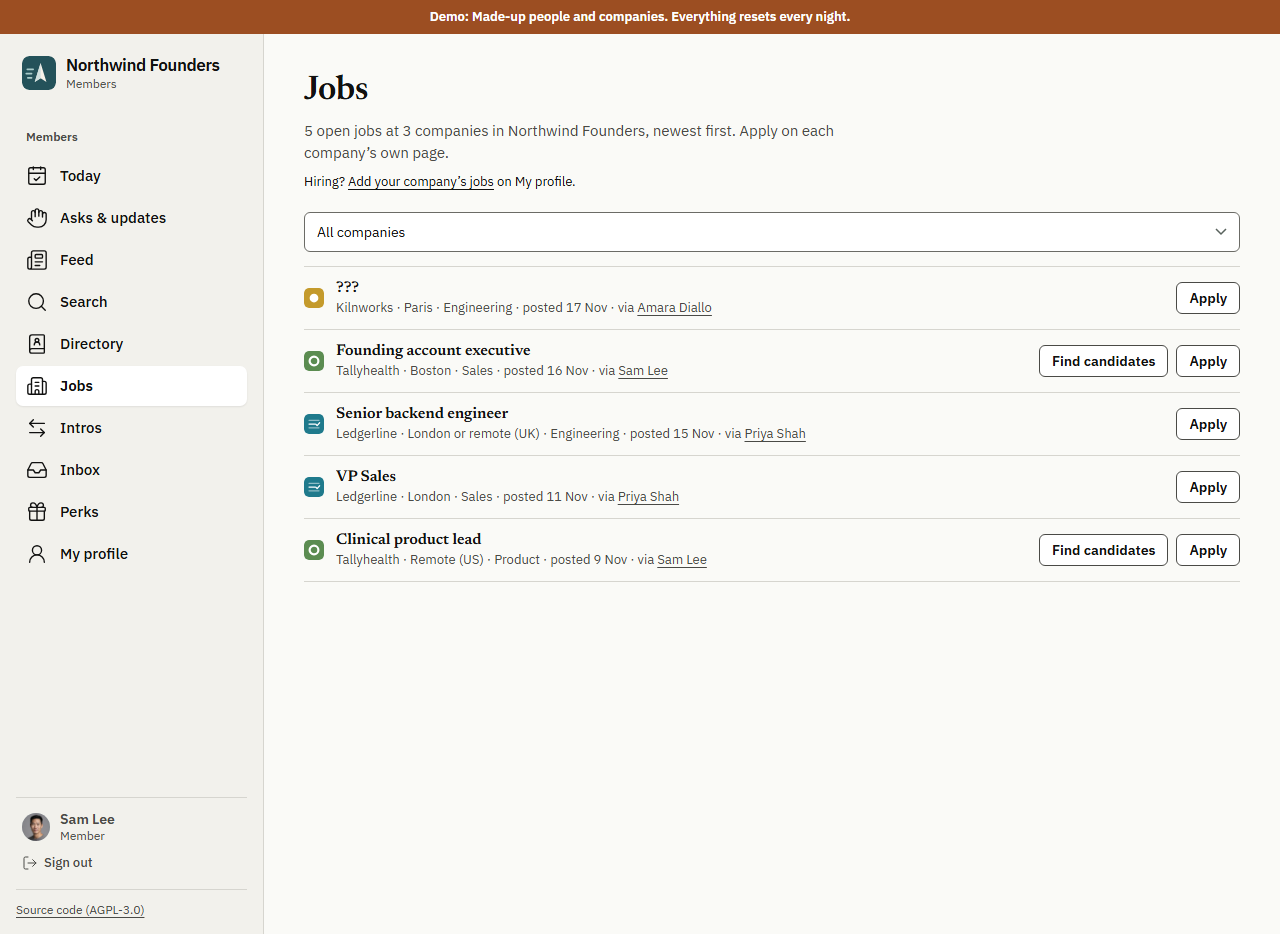 Demo: Made-up people and companies. Everything resets every night.
Northwind Founders
Members
Members
Today
Asks & updates
Feed
Search
Directory
Jobs
Intros
Inbox
Perks
My profile
Sam Lee
Member
Sign out
Source code (AGPL-3.0)
Jobs
5 open jobs at 3 companies in Northwind Founders, newest first. Apply on each
company’s own page.
Hiring? Add your company’s jobs on My profile.
All companies
???
Kilnworks · Paris · Engineering · posted 17 Nov · via Amara Diallo
Apply
Founding account executive
Tallyhealth · Boston · Sales · posted 16 Nov · via Sam Lee
Find candidates
Apply
Senior backend engineer
Ledgerline · London or remote (UK) · Engineering · posted 15 Nov · via Priya Shah
Apply
VP Sales
Ledgerline · London · Sales · posted 11 Nov · via Priya Shah
Apply
Clinical product lead
Tallyhealth · Remote (US) · Product · posted 9 Nov · via Sam Lee
Find candidates
Apply